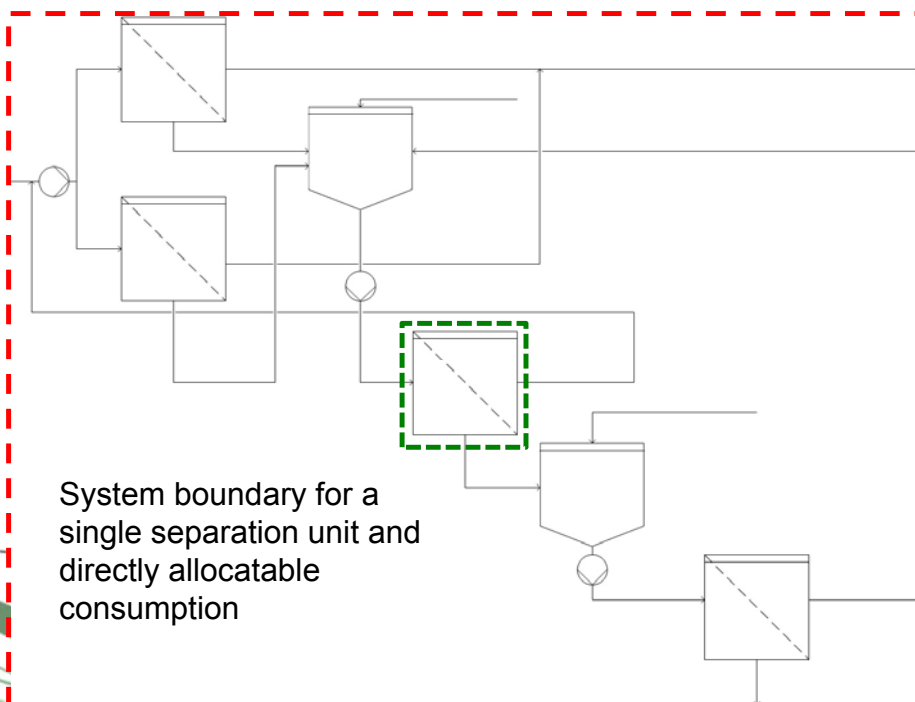 System boundary for a
single separation unit and
directly allocatable
consumption